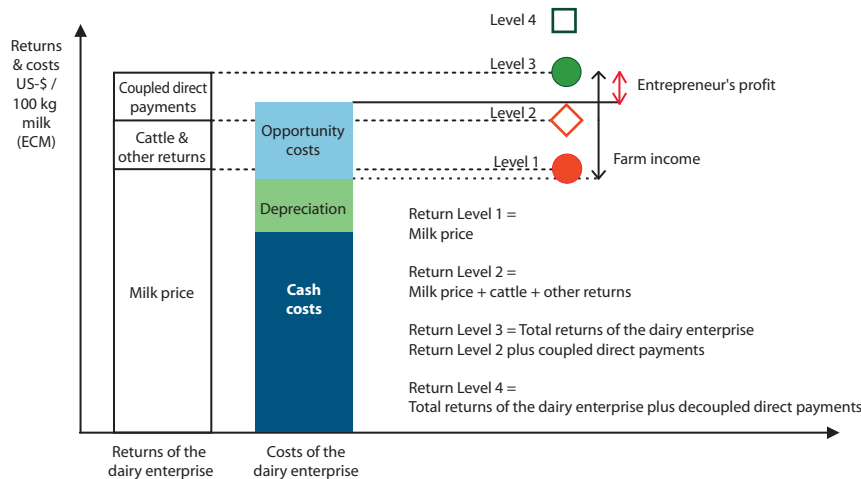 Level 4
Returns
& costs
US-$ /
100 kg
milk
(ECM)
Level 3
Coupled direct
payments
Entrepreneur's profit
Level 2
Cattle &
other returns
Opportunity
costs
Level 1
Farm income
Depreciation
Return Level 1 =
Milk price
Return Level 2 =
Milk price + cattle + other returns
Milk price
Cash
costs
Return Level 3 = Total returns of the dairy enterprise
Return Level 2 plus coupled direct payments
Return Level 4 =
Total returns of the dairy enterprise plus decoupled direct payments
Returns of the
dairy enterprise
Costs of the
dairy enterprise